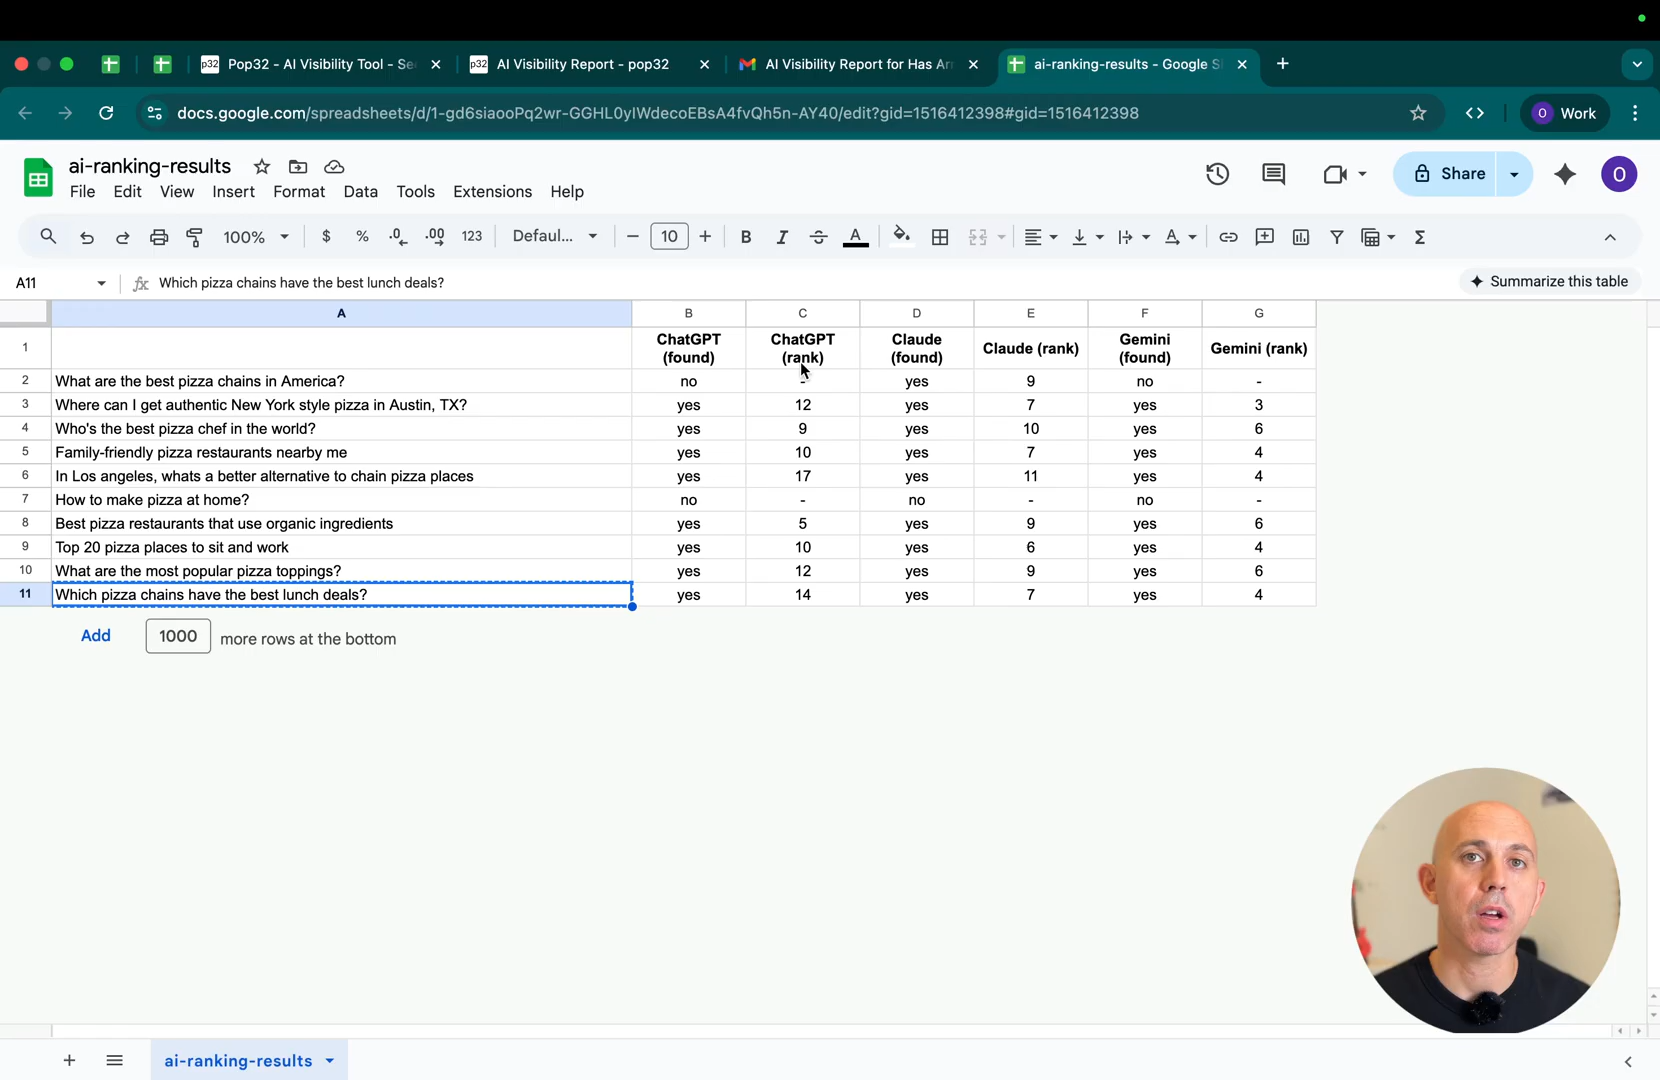 p32 Pop32 - AI Visibility Tool - Se
p32 AI Visibility Report - pop32
AI Visibility Report for Has Ar
ai-ranking-results - Google S
docs.google.com/spreadsheets/d/1-gd6siaooPq2wr-GGHL0yIWdecoEBsA4fvQh5n-AY40/edit?gid=1516412398#gid=1516412398
O Work
ai-ranking-results
File Edit View Insert Format Data Tools Extensions Help
Share
O
100% $ % .0 .00 123 Defaul... − 10 + B I S A Σ
A11 fx Which pizza chains have the best lunch deals?
Summarize this table
A B C D E F G
1 ChatGPT (found) ChatGPT (rank) Claude (found) Claude (rank) Gemini (found) Gemini (rank)
2 What are the best pizza chains in America? no - yes 9 no -
3 Where can I get authentic New York style pizza in Austin, TX? yes 12 yes 7 yes 3
4 Who's the best pizza chef in the world? yes 9 yes 10 yes 6
5 Family-friendly pizza restaurants nearby me yes 10 yes 7 yes 4
6 In Los angeles, whats a better alternative to chain pizza places yes 17 yes 11 yes 4
7 How to make pizza at home? no - no - no -
8 Best pizza restaurants that use organic ingredients yes 5 yes 9 yes 6
9 Top 20 pizza places to sit and work yes 10 yes 6 yes 4
10 What are the most popular pizza toppings? yes 12 yes 9 yes 6
11 Which pizza chains have the best lunch deals? yes 14 yes 7 yes 4
Add 1000 more rows at the bottom
ai-ranking-results